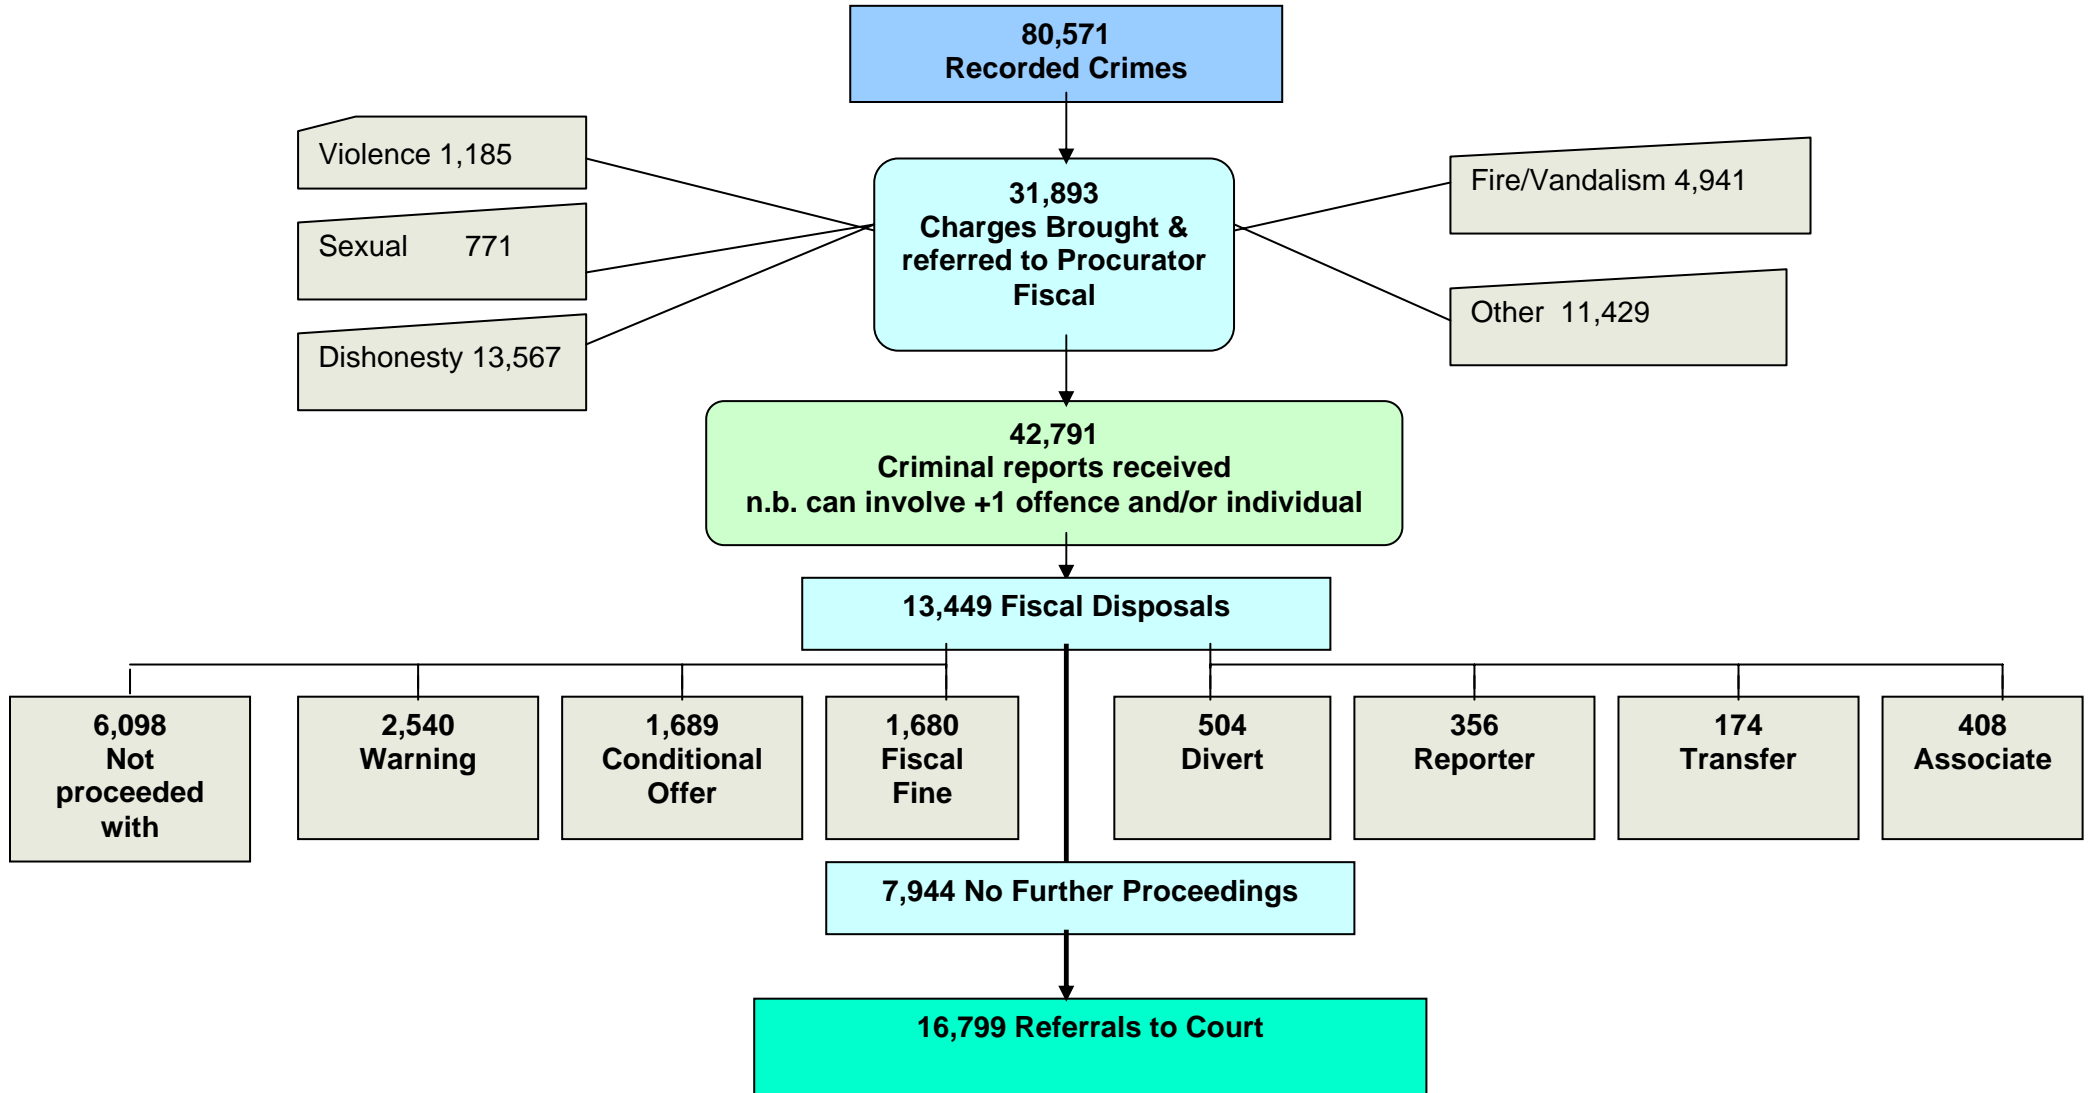 80,571
Recorded Crimes
Violence 1,185
Sexual 771
Dishonesty 13,567
31,893
Charges Brought &
referred to Procurator
Fiscal
Fire/Vandalism 4,941
Other 11,429
42,791
Criminal reports received
n.b. can involve +1 offence and/or individual
13,449 Fiscal Disposals
6,098
Not
proceeded
with
2,540
Warning
1,689
Conditional
Offer
1,680
Fiscal
Fine
504
Divert
356
Reporter
174
Transfer
408
Associate
7,944 No Further Proceedings
16,799 Referrals to Court